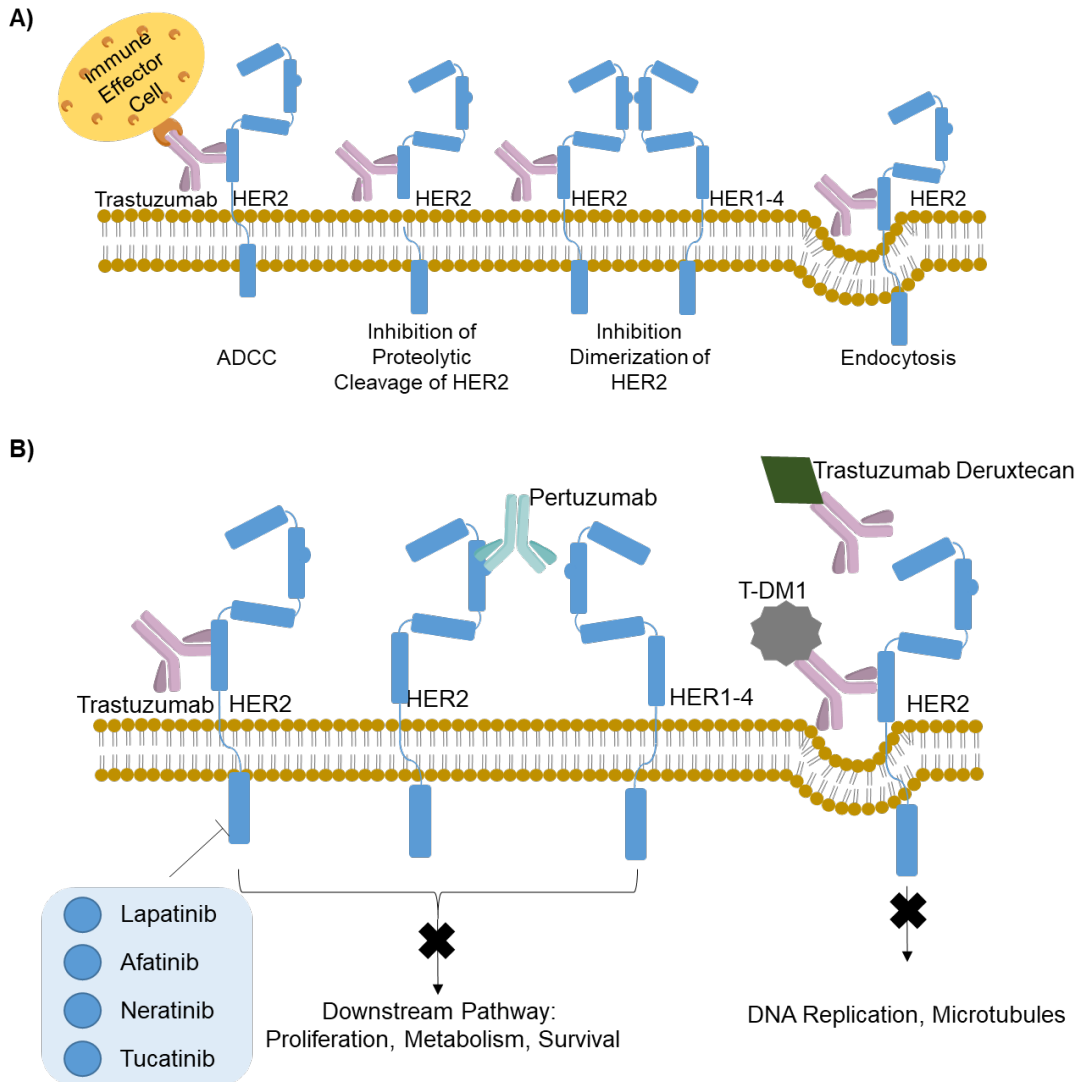 A)
Immune
Effector
Cell
Trastuzumab
HER2
HER2
HER2
HER1-4
HER2
ADCC
Inhibition of
Proteolytic
Cleavage of HER2
Inhibition
Dimerization of
HER2
Endocytosis
B)
Pertuzumab
Trastuzumab Deruxtecan
T-DM1
Trastuzumab
HER2
HER2
HER1-4
HER2
Lapatinib
Afatinib
Neratinib
Tucatinib
Downstream Pathway:
Proliferation, Metabolism, Survival
DNA Replication, Microtubules